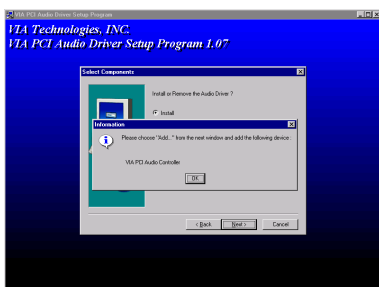 VIA PCI Audio Driver Setup Program
VIA Technologies, INC.
VIA PCI Audio Driver Setup Program 1.07
Select Components
Install or Remove the Audio Driver ?
Install
Information
Please choose "Add.. " from the next window and add the following device :
VIA PCI Audio Controller
OK
< Back
Next >
Cancel